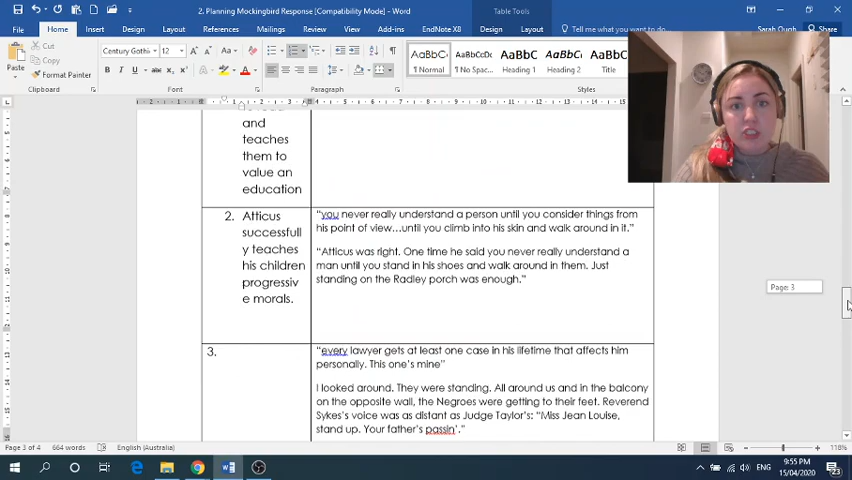 2. Planning Mockingbird Response [Compatibility Mode] - Word
Table Tools
Sarah Ough
File Home Insert Draw Design Layout References Mailings Review View Add-ins EndNote X8 Design Layout Tell me what you want to do... Share
Cut
Copy
Format Painter
Paste
Century Gothi 12
Clipboard Font Paragraph Styles
AaBbC AaBbCcDc AaBbC AaBbC AaBb
¶ Normal ¶ No Spac... Heading 1 Heading 2 Title
and
teaches
them to
value an
education
2. Atticus
successfull
y teaches
his children
progressiv
e morals.
“you never really understand a person until you consider things from
his point of view…until you climb into his skin and walk around in it.”
“Atticus was right. One time he said you never really understand a
man until you stand in his shoes and walk around in them. Just
standing on the Radley porch was enough.”
Page: 3
3.
“every lawyer gets at least one case in his lifetime that affects him
personally. This one’s mine”
I looked around. They were standing. All around us and in the balcony
on the opposite wall, the Negroes were getting to their feet. Reverend
Sykes’s voice was as distant as Judge Taylor’s: “Miss Jean Louise,
stand up. Your father’s passin’.”
Page 3 of 4 664 words English (Australia) 118%
ENG
9:55 PM
15/04/2020
23